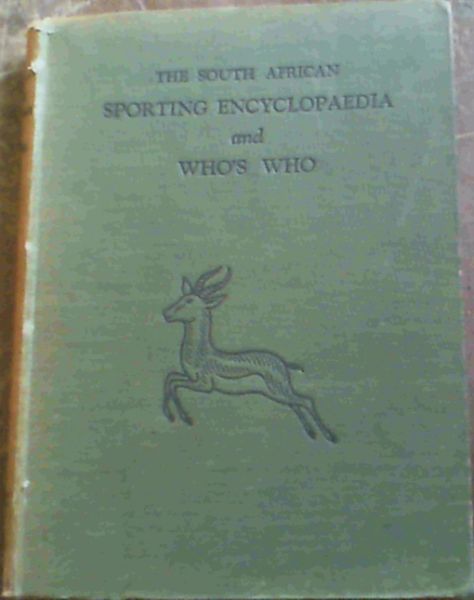 THE SOUTH AFRICAN
SPORTING ENCYCLOPAEDIA
and
WHO'S WHO